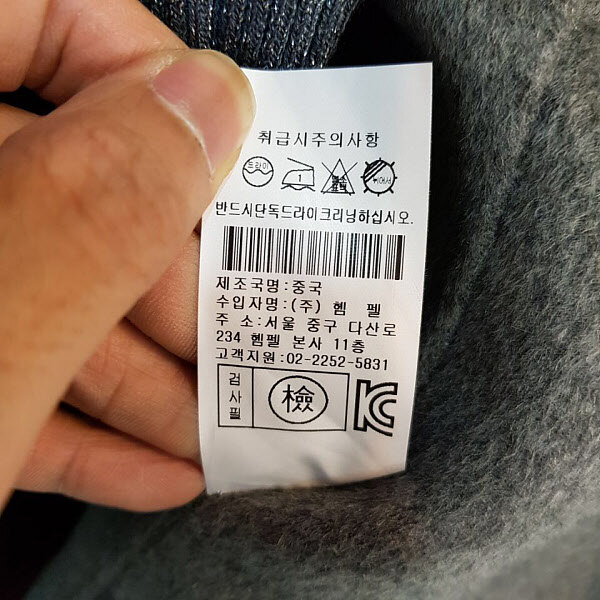 취급시주의사항
드라이 1 뉘어서
반드시단독드라이크리닝하십시오.
제조국명:중국
수입자명:(주) 헴 펠
주 소:서울 중구 다산로
234 헴펠 본사 11층
고객지원:02-2252-5831
검사필 檢